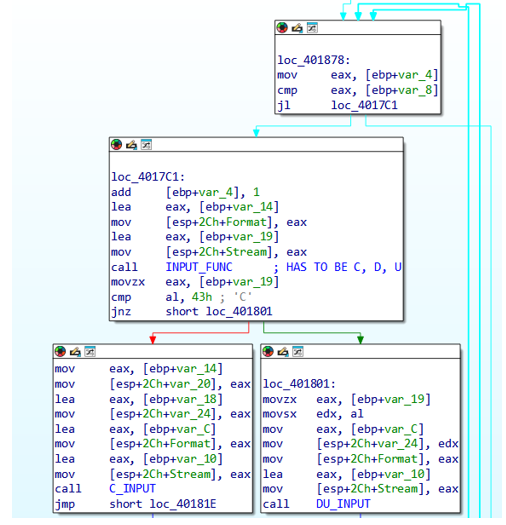 loc_401878:
mov eax, [ebp+var_4]
cmp eax, [ebp+var_8]
jl loc_4017C1
loc_4017C1:
add [ebp+var_4], 1
lea eax, [ebp+var_14]
mov [esp+2Ch+Format], eax
lea eax, [ebp+var_19]
mov [esp+2Ch+Stream], eax
call INPUT_FUNC ; HAS TO BE C, D, U
movzx eax, [ebp+var_19]
cmp al, 43h ; 'C'
jnz short loc_401801
mov eax, [ebp+var_14]
mov [esp+2Ch+var_20], eax
lea eax, [ebp+var_18]
mov [esp+2Ch+var_24], eax
lea eax, [ebp+var_C]
mov [esp+2Ch+Format], eax
lea eax, [ebp+var_10]
mov [esp+2Ch+Stream], eax
call C_INPUT
jmp short loc_40181E
loc_401801:
movzx eax, [ebp+var_19]
movsx edx, al
mov eax, [ebp+var_C]
mov [esp+2Ch+var_24], edx
mov [esp+2Ch+Format], eax
lea eax, [ebp+var_10]
mov [esp+2Ch+Stream], eax
call DU_INPUT